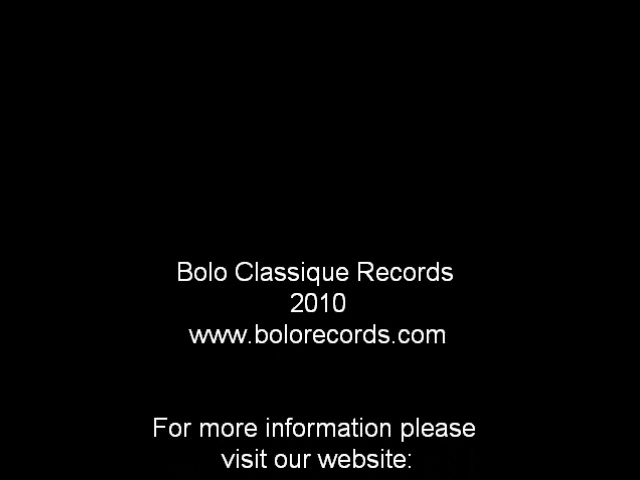 Bolo Classique Records
2010
www.bolorecords.com
For more information please
visit our website: